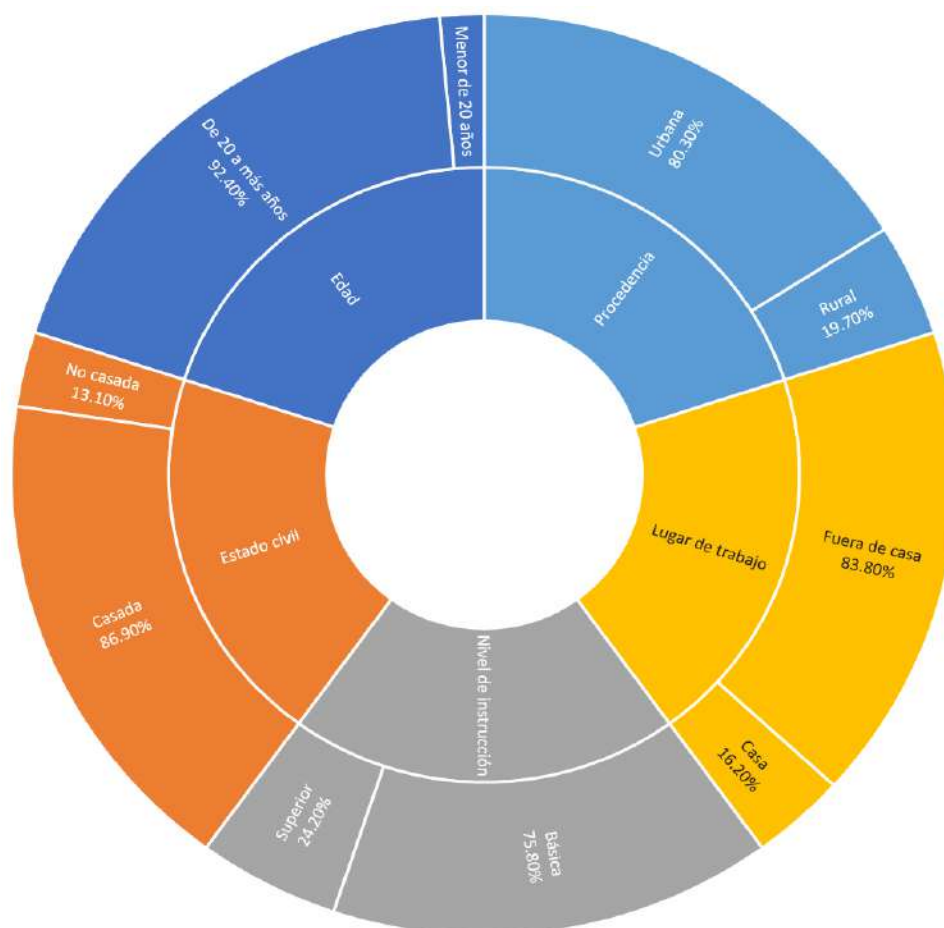 Procedencia
Urbana
80.30%
Rural
19.70%
Lugar de trabajo
Fuera de casa
83.80%
Casa
16.20%
Nivel de instrucción
Básica
75.80%
Superior
24.20%
Estado civil
Casada
86.90%
No casada
13.10%
Edad
De 20 a más años
92.40%
Menor de 20 años